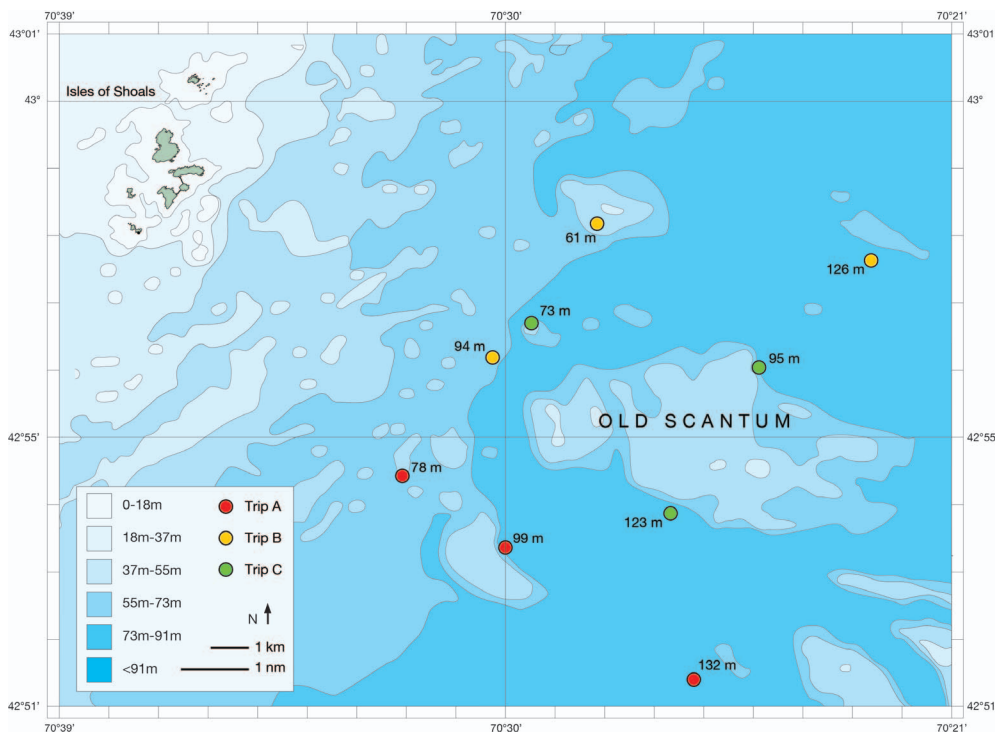 70°39'
70°30'
70°21'
43°01'
43°01'
Isles of Shoals
43°
43°
61 m
126 m
73 m
94 m
95 m
OLD SCANTUM
42°55'
42°55'
78 m
0-18m
Trip A
123 m
18m-37m
Trip B
99 m
37m-55m
Trip C
55m-73m
N
73m-91m
1 km
<91m
1 nm
132 m
42°51'
42°51'
70°39'
70°30'
70°21'